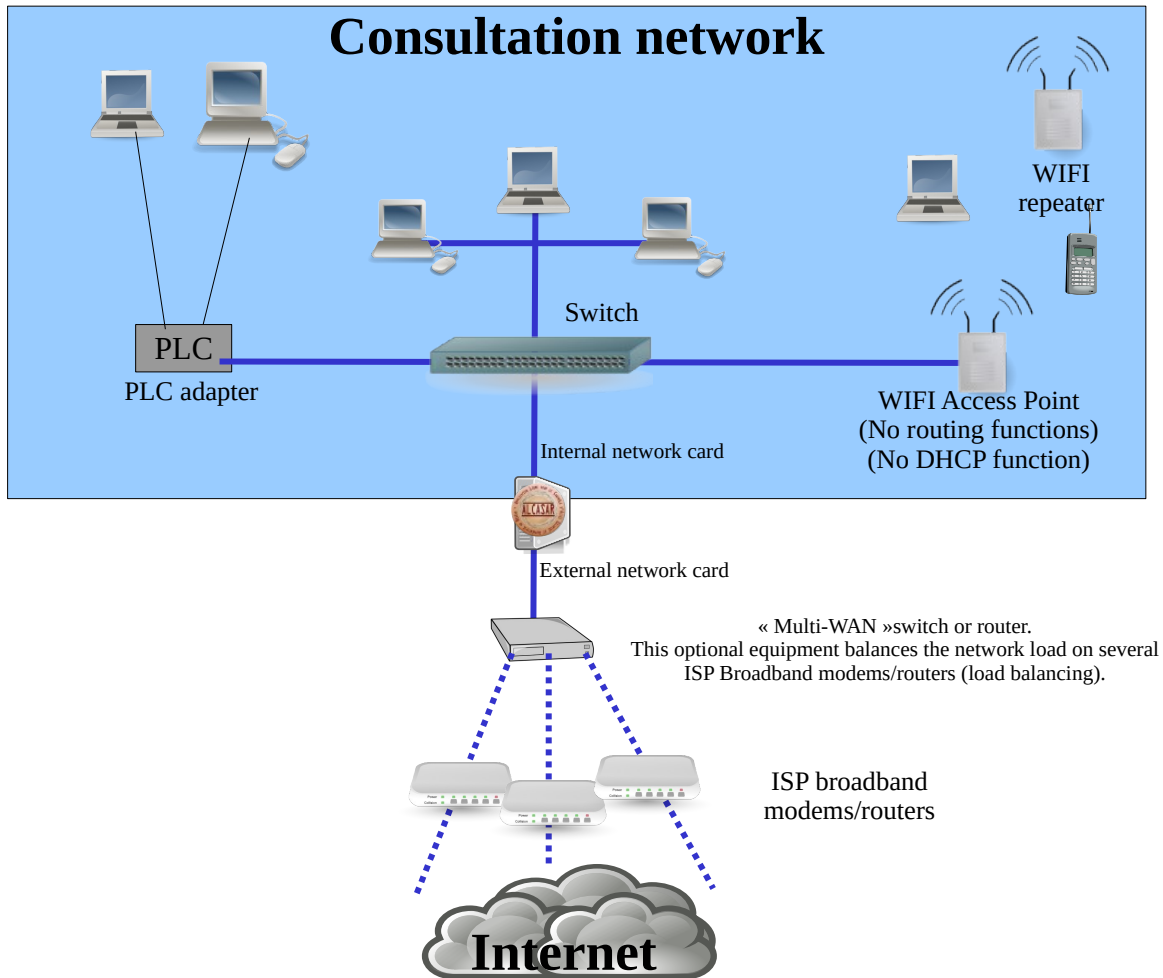 Consultation network
WIFI
repeater
Switch
PLC
PLC adapter
WIFI Access Point
(No routing functions)
(No DHCP function)
Internal network card
ALCASAR
External network card
« Multi-WAN »switch or router.
This optional equipment balances the network load on several
ISP Broadband modems/routers (load balancing).
ISP broadband
modems/routers
Internet